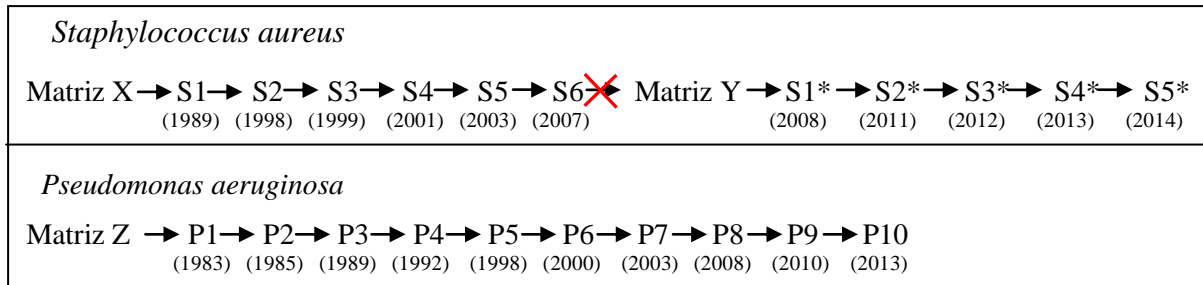 Staphylococcus aureus
Matriz X S1 S2 S3 S4 S5 S6 Matriz Y S1* S2* S3* S4* S5*
(1989) (1998) (1999) (2001) (2003) (2007) (2008) (2011) (2012) (2013) (2014)
Pseudomonas aeruginosa
Matriz Z P1 P2 P3 P4 P5 P6 P7 P8 P9 P10
(1983) (1985) (1989) (1992) (1998) (2000) (2003) (2008) (2010) (2013)